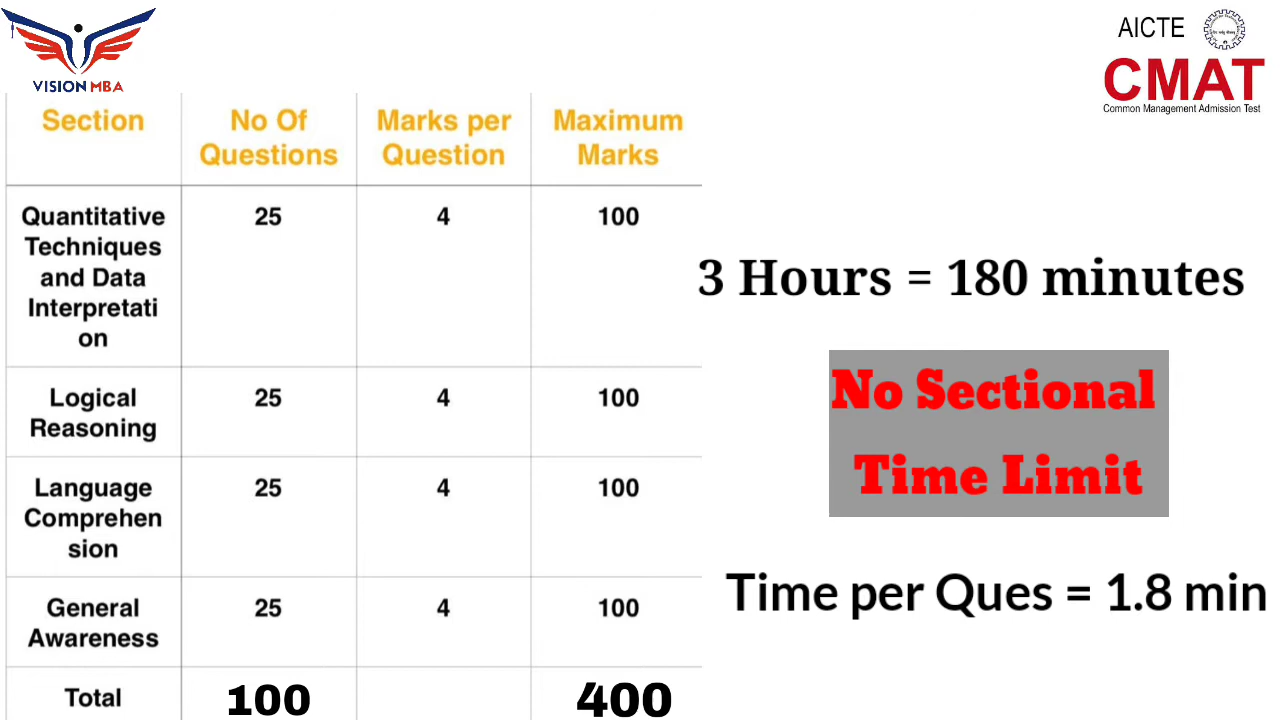 VISION MBA
AICTE
CMAT
Common Management Admission Test
Section
No Of
Questions
Marks per
Question
Maximum
Marks
Quantitative
Techniques
and Data
Interpretati
on
25
4
100
Logical
Reasoning
25
4
100
Language
Comprehen
sion
25
4
100
General
Awareness
25
4
100
Total
100
400
3 Hours = 180 minutes
No Sectional
Time Limit
Time per Ques = 1.8 min